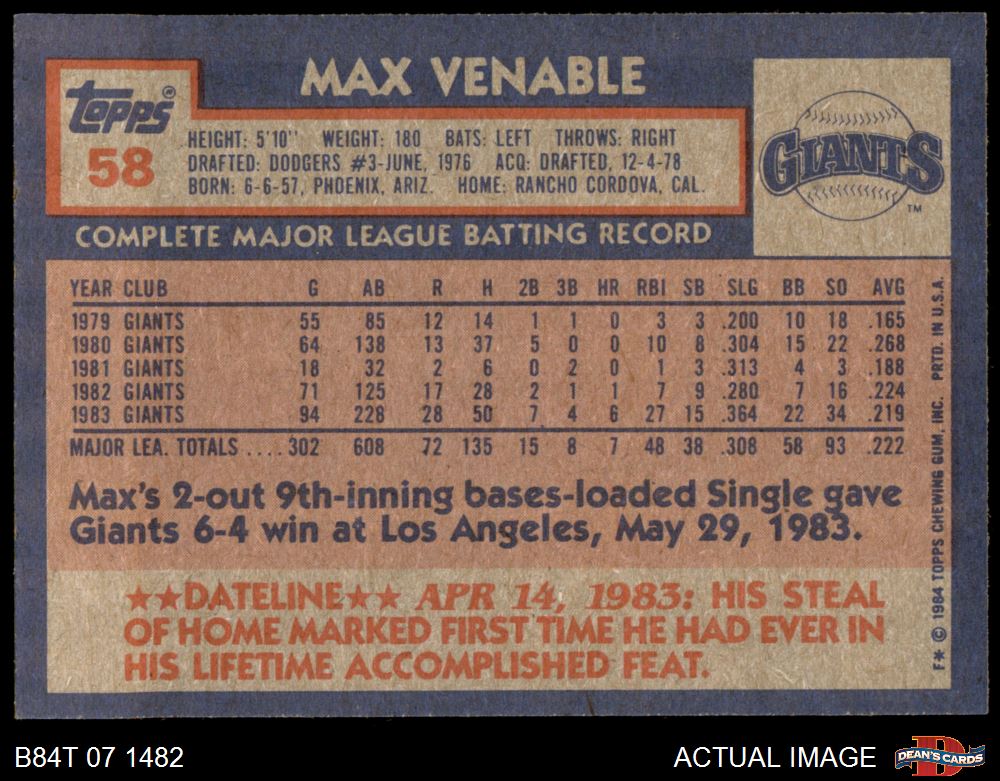 MAX VENABLE
Topps®
58
HEIGHT: 5'10" WEIGHT: 180 BATS: LEFT THROWS: RIGHT
DRAFTED: DODGERS #3-JUNE, 1976 ACQ: DRAFTED, 12-4-78
BORN: 6-6-57, PHOENIX, ARIZ. HOME: RANCHO CORDOVA, CAL.
GIANTS
TM
COMPLETE MAJOR LEAGUE BATTING RECORD
YEAR CLUB G AB R H 2B 3B HR RBI SB SLG BB SO AVG
1979 GIANTS 55 85 12 14 1 1 0 3 3 .200 10 18 .165
1980 GIANTS 64 138 13 37 5 0 0 10 8 .304 15 22 .268
1981 GIANTS 18 32 2 6 0 2 0 1 3 .313 4 3 .188
1982 GIANTS 71 125 17 28 2 1 1 7 9 .280 7 16 .224
1983 GIANTS 94 228 28 50 7 4 6 27 15 .364 22 34 .219
MAJOR LEA. TOTALS .... 302 608 72 135 15 8 7 48 38 .308 58 93 .222
Max's 2-out 9th-inning bases-loaded Single gave
Giants 6-4 win at Los Angeles, May 29, 1983.
★★DATELINE★★ APR 14, 1983: HIS STEAL
OF HOME MARKED FIRST TIME HE HAD EVER IN
HIS LIFETIME ACCOMPLISHED FEAT.
F* © 1984 TOPPS CHEWING GUM, INC. PRTD. IN U.S.A.
B84T 07 1482
ACTUAL IMAGE
D
DEAN'S CARDS